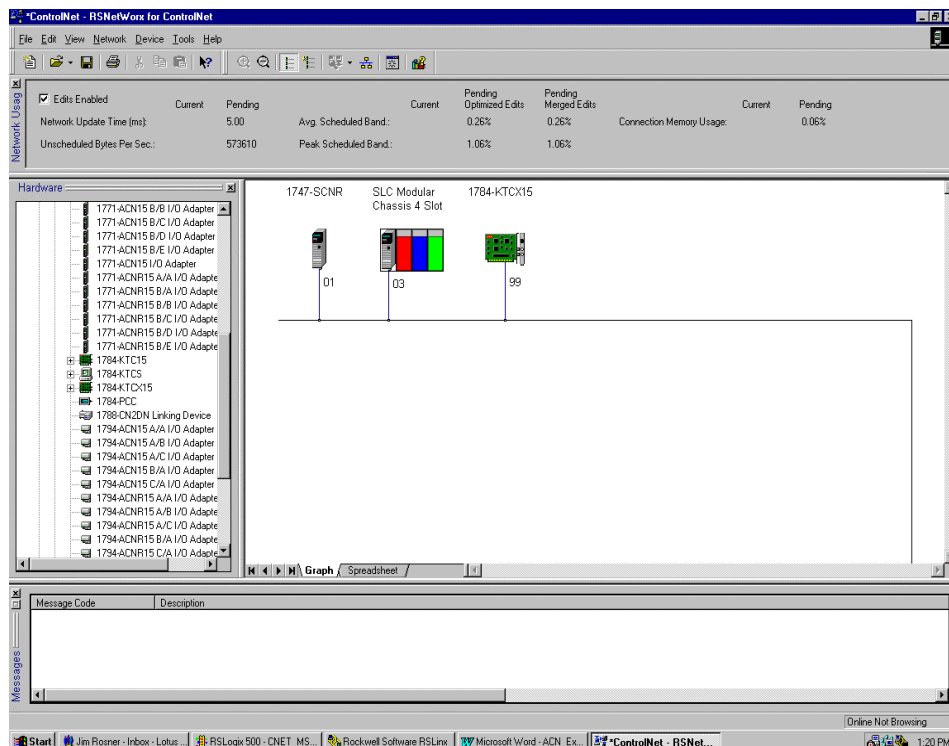 *ControlNet - RSNetWorx for ControlNet
File Edit View Network Device Tools Help
Network Usag
Edits Enabled
Current Pending
Current Pending Optimized Edits Pending Merged Edits
Current Pending
Network Update Time (ms): 5.00 Avg. Scheduled Band.: 0.26% 0.26% Connection Memory Usage: 0.06%
Unscheduled Bytes Per Sec.: 573610 Peak Scheduled Band.: 1.06% 1.06%
Hardware
1771-ACN15 B/B I/O Adapter
1771-ACN15 B/C I/O Adapter
1771-ACN15 B/D I/O Adapter
1771-ACN15 B/E I/O Adapter
1771-ACN15 I/O Adapter
1771-ACNR15 A/A I/O Adapte
1771-ACNR15 B/A I/O Adapte
1771-ACNR15 B/B I/O Adapte
1771-ACNR15 B/C I/O Adapte
1771-ACNR15 B/D I/O Adapte
1771-ACNR15 B/E I/O Adapte
1784-KTC15
1784-KTCS
1784-KTCX15
1784-PCC
1788-CN2DN Linking Device
1794-ACN15 A/A I/O Adapter
1794-ACN15 A/B I/O Adapter
1794-ACN15 A/C I/O Adapter
1794-ACN15 B/A I/O Adapter
1794-ACN15 C/A I/O Adapter
1794-ACNR15 A/A I/O Adapte
1794-ACNR15 A/B I/O Adapte
1794-ACNR15 A/C I/O Adapte
1794-ACNR15 B/A I/O Adapte
1794-ACNR15 C/A I/O Adapte
1747-SCNR
SLC Modular
Chassis 4 Slot
1784-KTCX15
01
03
99
Graph Spreadsheet
Messages
Message Code Description
Online Not Browsing
Start Jim Rosner - Inbox - Lotus ... RSLogix 500 - CNET_MS... Rockwell Software RSLinx Microsoft Word - ACN_Ex... *ControlNet - RSNet... 1:20 PM